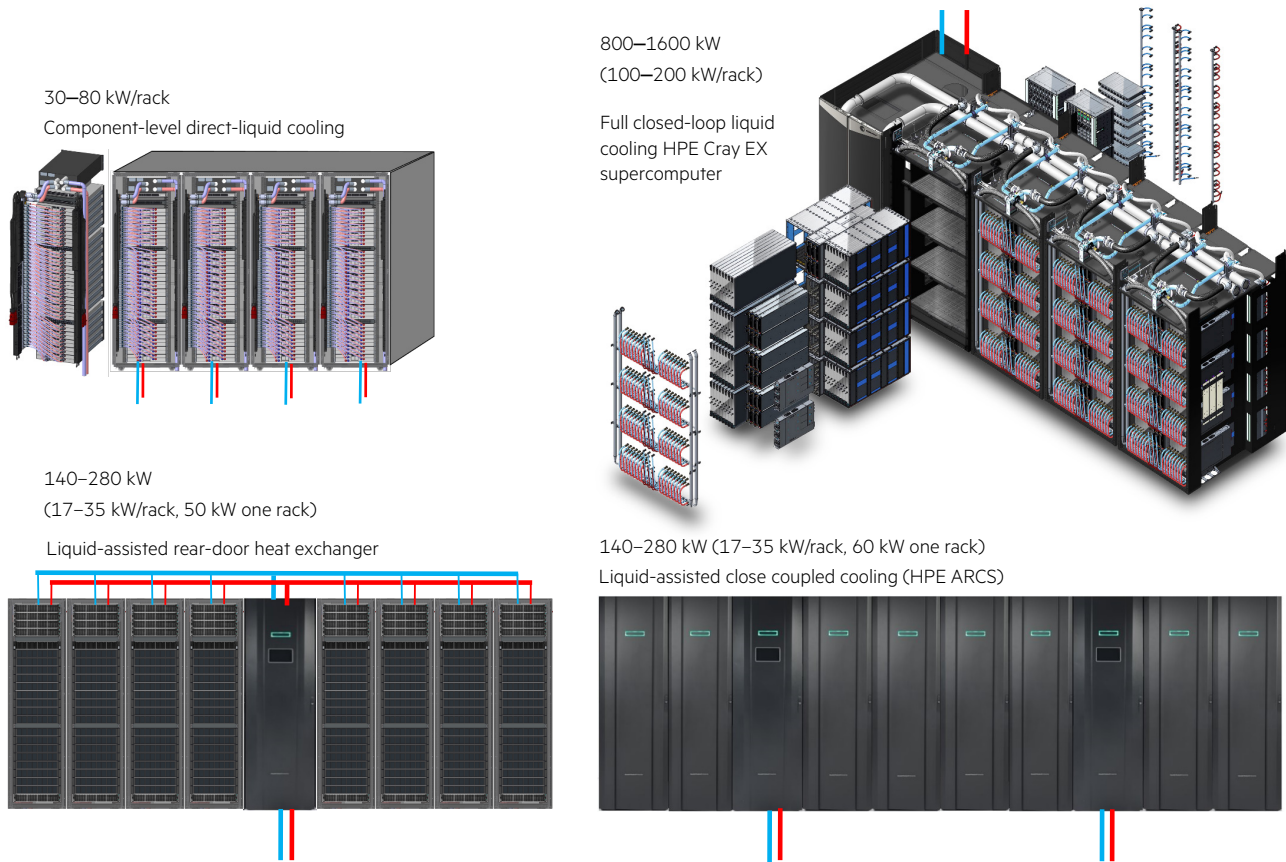 30–80 kW/rack
Component-level direct-liquid cooling
800–1600 kW
(100–200 kW/rack)
Full closed-loop liquid
cooling HPE Cray EX
supercomputer
140–280 kW
(17–35 kW/rack, 50 kW one rack)
Liquid-assisted rear-door heat exchanger
140–280 kW (17–35 kW/rack, 60 kW one rack)
Liquid-assisted close coupled cooling (HPE ARCS)